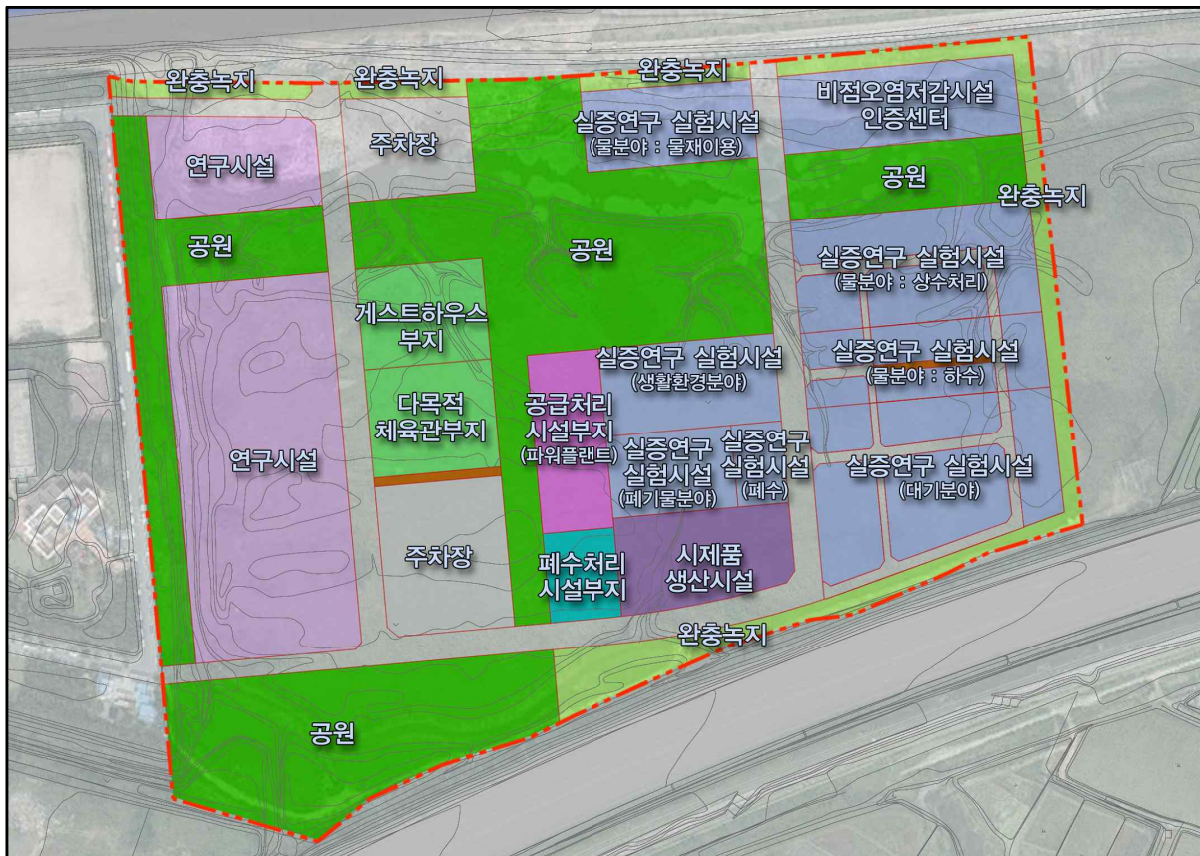 완충녹지
완충녹지
완충녹지
비점오염저감시설
인증센터
주차장
실증연구 실험시설
(물분야 : 물재이용)
연구시설
공원
완충녹지
공원
공원
실증연구 실험시설
(물분야 : 상수처리)
게스트하우스
부지
실증연구 실험시설
(생활환경분야)
실증연구 실험시설
(물분야 : 하수)
다목적
체육관부지
공급처리
시설부지
(파워플랜트)
연구시설
실증연구
실험시설
(폐기물분야)
실증연구
실험시설
(폐수)
실증연구 실험시설
(대기분야)
주차장
폐수처리
시설부지
시제품
생산시설
완충녹지
공원